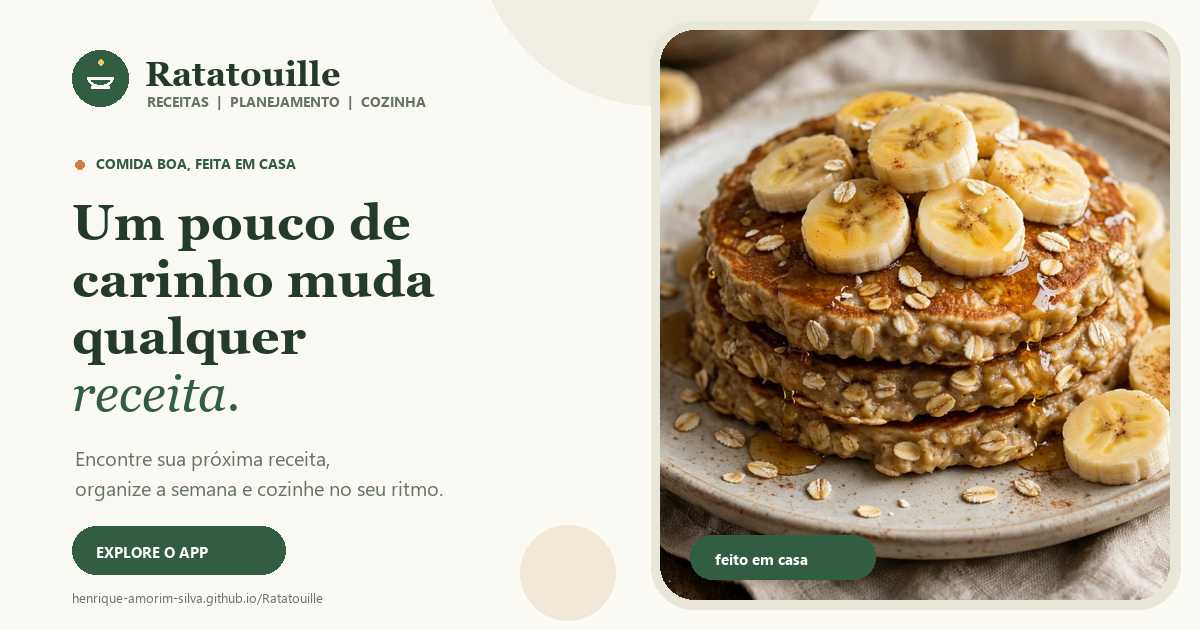 Ratatouille
RECEITAS | PLANEJAMENTO | COZINHA
COMIDA BOA, FEITA EM CASA
Um pouco de
carinho muda
qualquer
receita.
Encontre sua próxima receita,
organize a semana e cozinhe no seu ritmo.
EXPLORE O APP
henrique-amorim-silva.github.io/Ratatouille
feito em casa